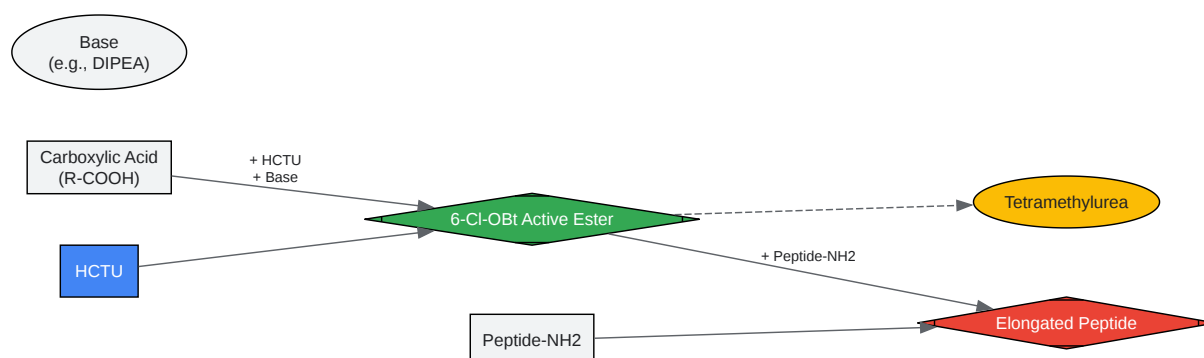 Base
(e.g., DIPEA)
Carboxylic Acid
(R-COOH)
+ HCTU
+ Base
HCTU
6-Cl-OBt Active Ester
Tetramethylurea
+ Peptide-NH2
Peptide-NH2
Elongated Peptide